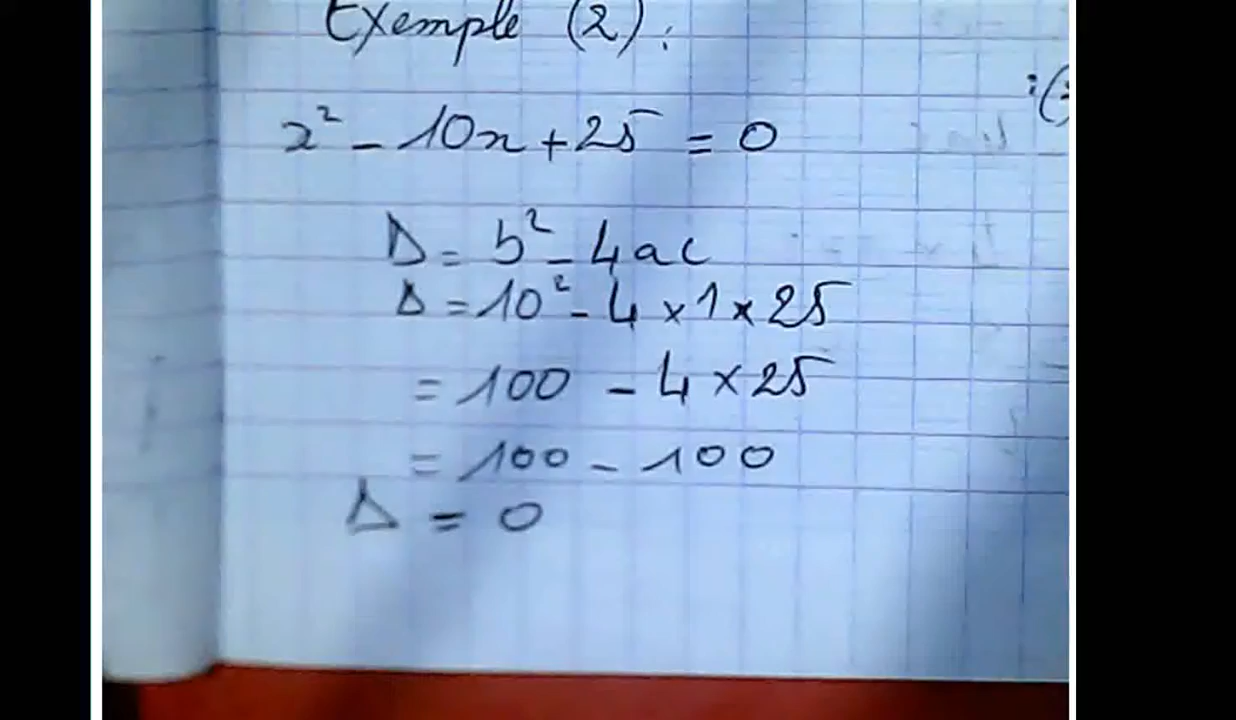 Exemple (2) :
x² - 10x + 25 = 0
Δ = b² - 4ac
Δ = 10² - 4 × 1 × 25
= 100 - 4 × 25
= 100 - 100
Δ = 0